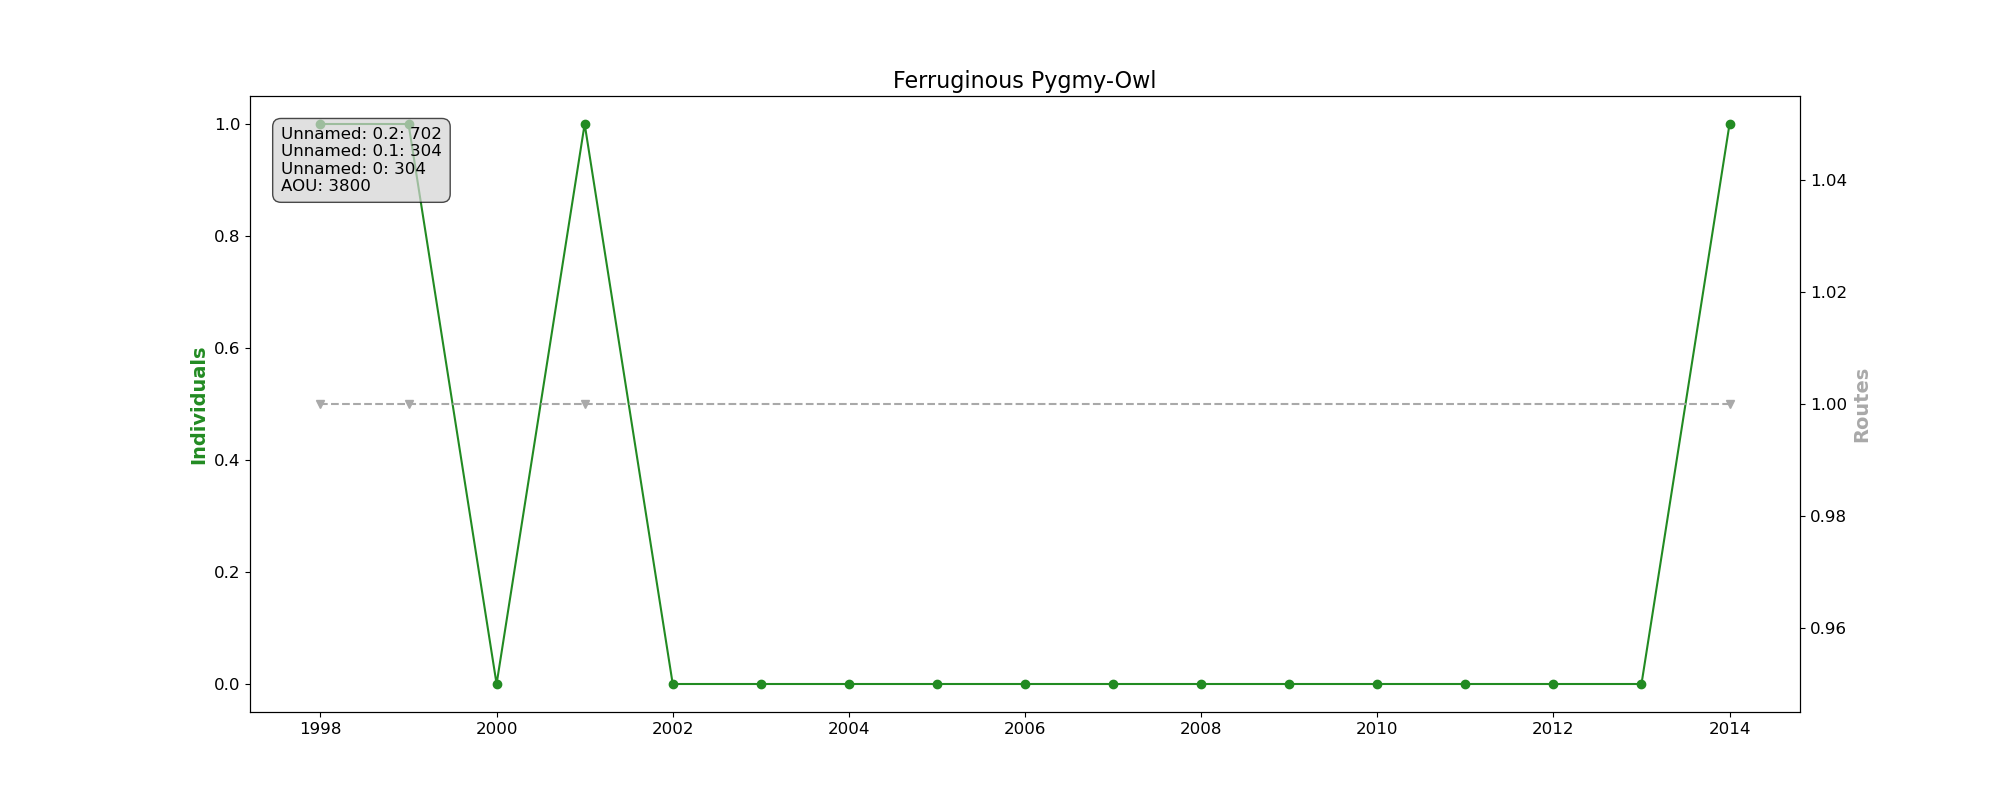 Ferruginous Pygmy-Owl
Unnamed: 0.2: 702
Unnamed: 0.1: 304
Unnamed: 0: 304
AOU: 3800
Individuals
1.0
0.8
0.6
0.4
0.2
0.0
1.04
1.02
1.00
0.98
0.96
Routes
1998 2000 2002 2004 2006 2008 2010 2012 2014